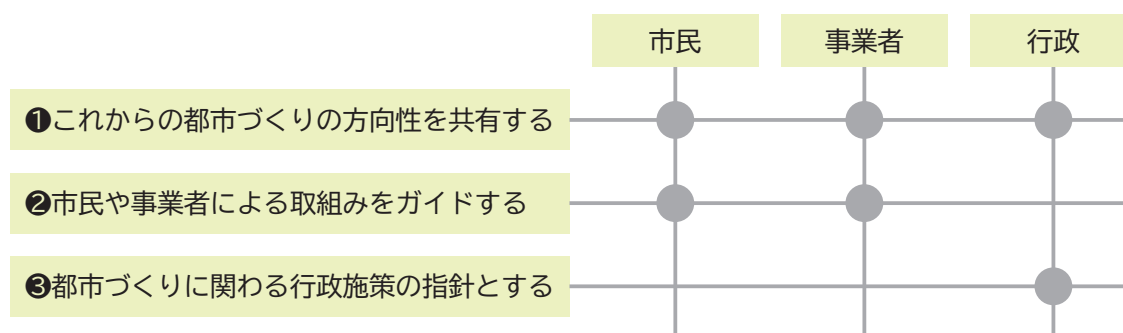 市民
事業者
行政
❶これからの都市づくりの方向性を共有する
❷市民や事業者による取組みをガイドする
❸都市づくりに関わる行政施策の指針とする